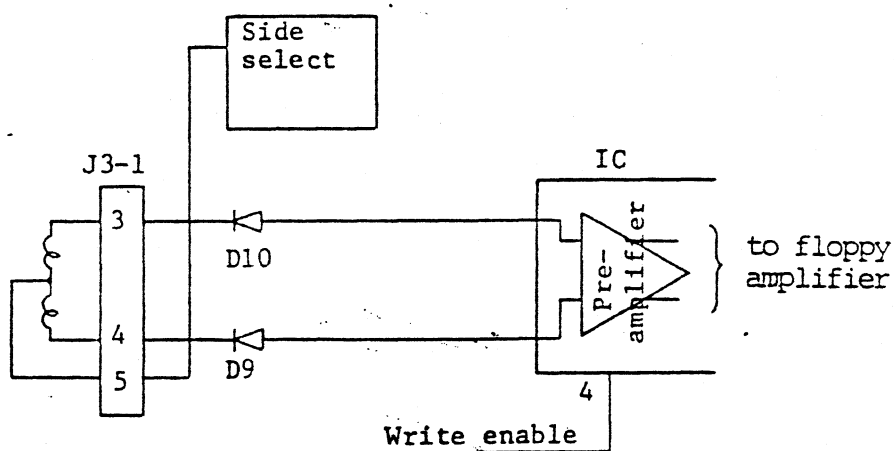 Side
select
J3-1
IC
3
D10
Pre-
amplifier
to floppy
amplifier
4
D9
5
4
Write enable